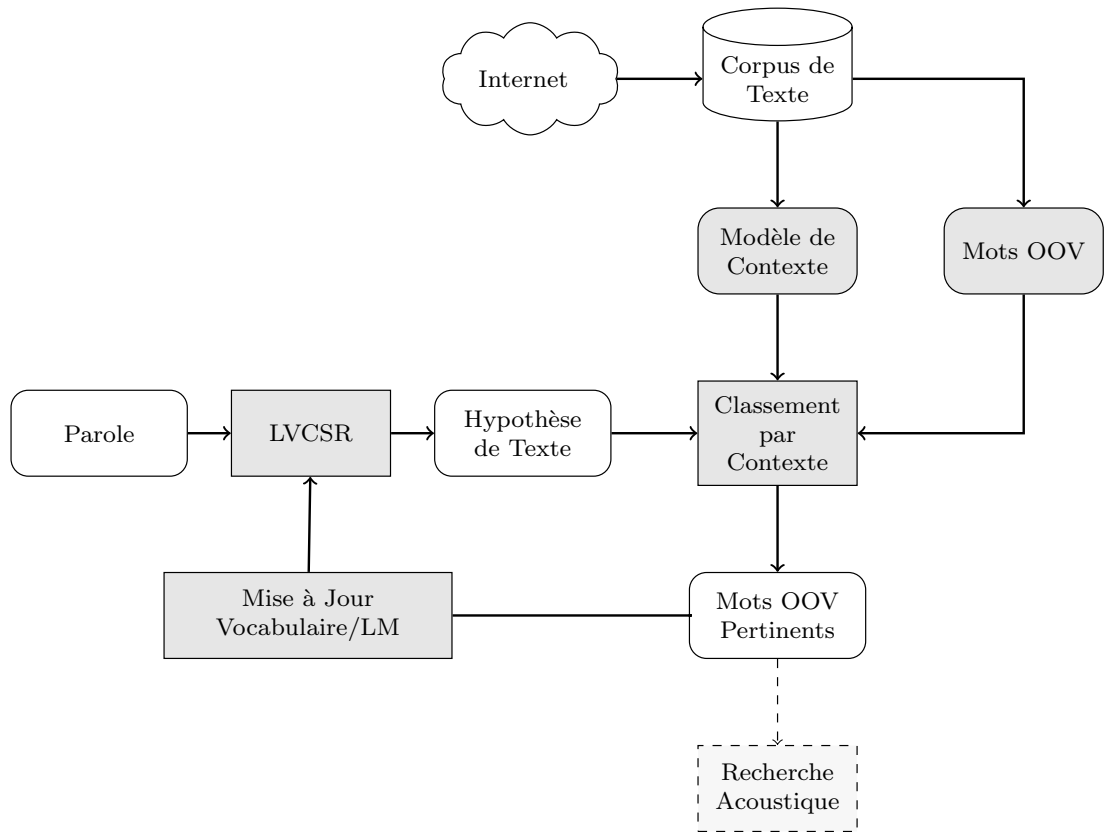 Internet
Corpus de
Texte
Modèle de
Contexte
Mots OOV
Parole
LVCSR
Hypothèse
de Texte
Classement
par
Contexte
Mise à Jour
Vocabulaire/LM
Mots OOV
Pertinents
Recherche
Acoustique